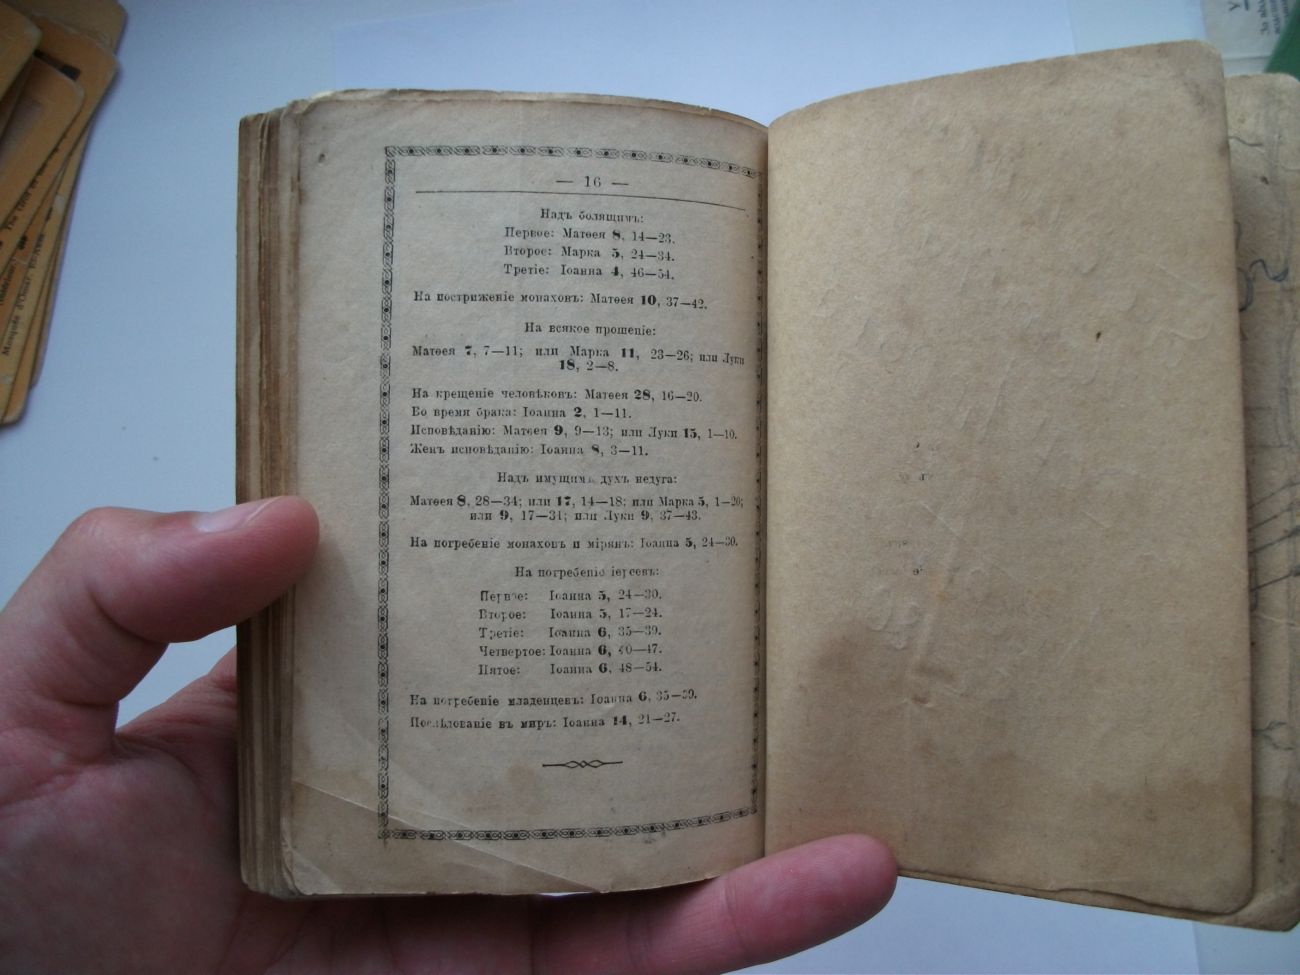 — 16 —
Надъ болящимъ:
Первое: Матѳея 8, 14—23.
Второе: Марка 5, 24—34.
Третіе: Іоанна 4, 46—54.
На постриженіе монаховъ: Матѳея 10, 37—42.
На всякое прошеніе:
Матѳея 7, 7—11; или Марка 11, 23—26; или Луки
18, 2—8.
На крещеніе человѣковъ: Матѳея 28, 16—20.
Во время брака: Іоанна 2, 1—11.
Исповѣданію: Матѳея 9, 9—13; или Луки 15, 1—10.
Женъ исповѣданію: Іоанна 8, 3—11.
Надъ имущимъ духъ недуга:
Матѳея 8, 28—34; или 17, 14—18; или Марка 5, 1—20;
или 9, 17—31; или Луки 9, 37—43.
На погребеніе монаховъ и мірянъ: Іоанна 5, 24—30.
На погребеніе іереевъ:
Первое: Іоанна 5, 24—30.
Второе: Іоанна 5, 17—24.
Третіе: Іоанна 6, 35—39.
Четвертое: Іоанна 6, 40—47.
Пятое: Іоанна 6, 48—54.
На погребеніе младенцевъ: Іоанна 6, 35—39.
Послѣдованіе въ миръ: Іоанна 14, 21—27.